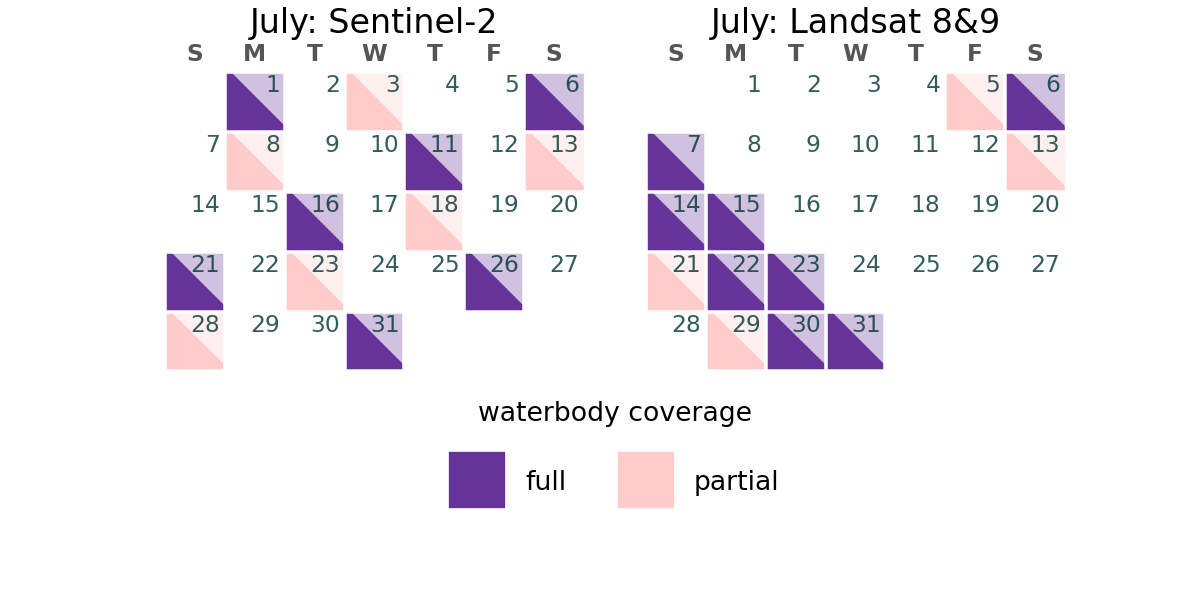 July: Sentinel-2
S M T W T F S
1 2 3 4 5 6
7 8 9 10 11 12 13
14 15 16 17 18 19 20
21 22 23 24 25 26 27
28 29 30 31
July: Landsat 8&9
S M T W T F S
1 2 3 4 5 6
7 8 9 10 11 12 13
14 15 16 17 18 19 20
21 22 23 24 25 26 27
28 29 30 31
waterbody coverage
full partial